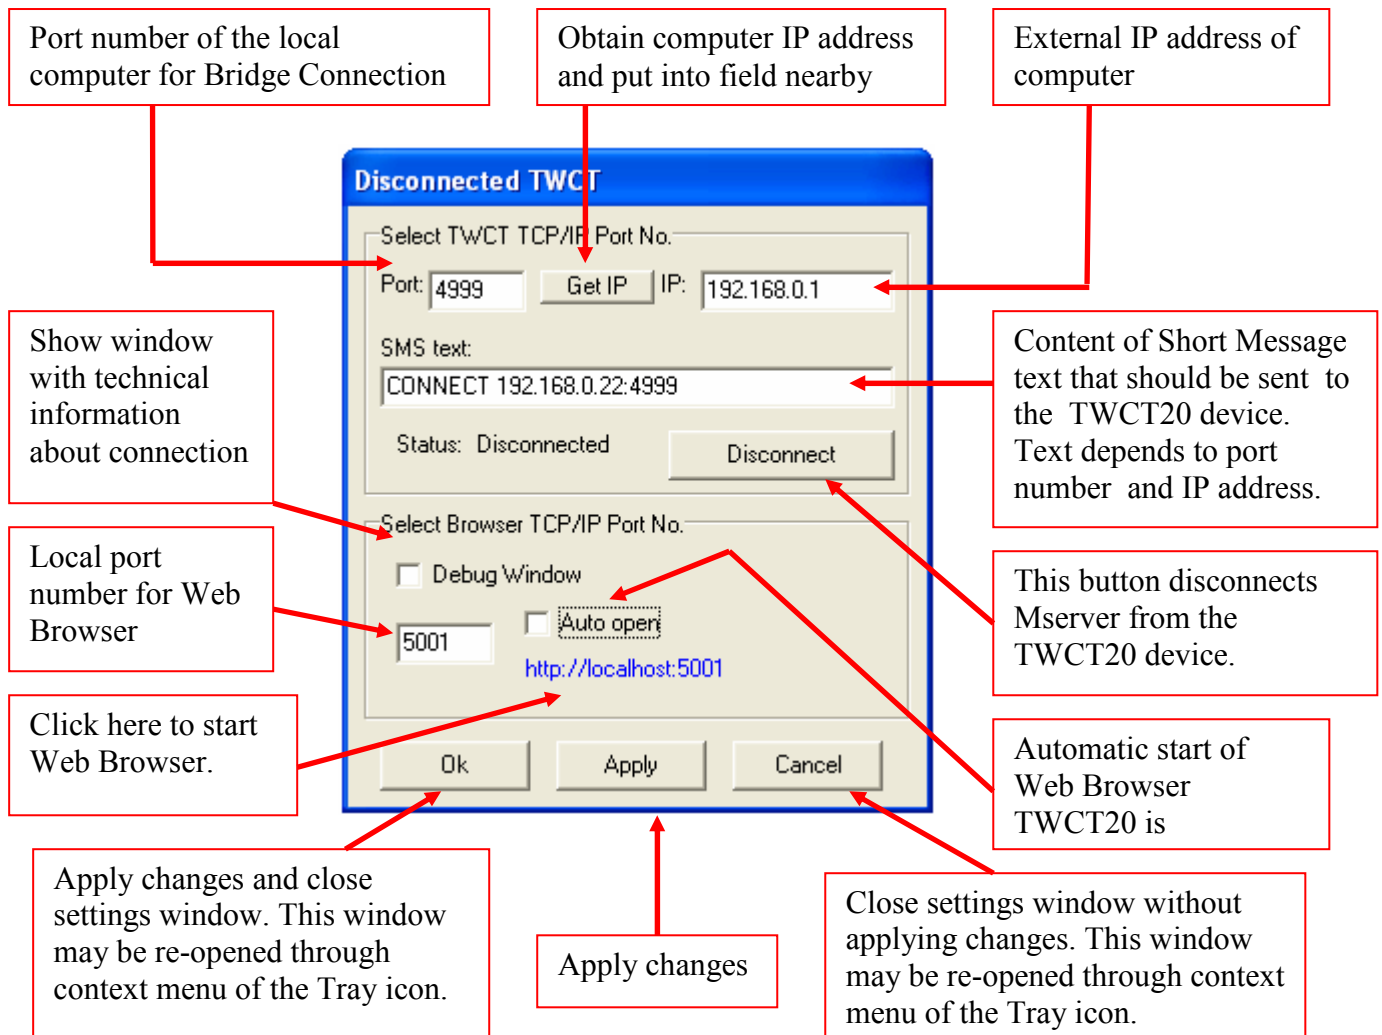 Port number of the local
computer for Bridge Connection
Obtain computer IP address
and put into field nearby
External IP address of
computer
Disconnected TWCT
Select TWCT TCP/IP Port No.
Port: 4999 Get IP IP: 192.168.0.1
SMS text:
CONNECT 192.168.0.22:4999
Status: Disconnected Disconnect
Select Browser TCP/IP Port No.
Debug Window
Auto open
5001
http://localhost:5001
Ok Apply Cancel
Show window
with technical
information
about connection
Local port
number for Web
Browser
Click here to start
Web Browser.
Content of Short Message
text that should be sent to
the TWCT20 device.
Text depends to port
number and IP address.
This button disconnects
Mserver from the
TWCT20 device.
Automatic start of
Web Browser
TWCT20 is
Apply changes and close
settings window. This window
may be re-opened through
context menu of the Tray icon.
Apply changes
Close settings window without
applying changes. This window
may be re-opened through context
menu of the Tray icon.